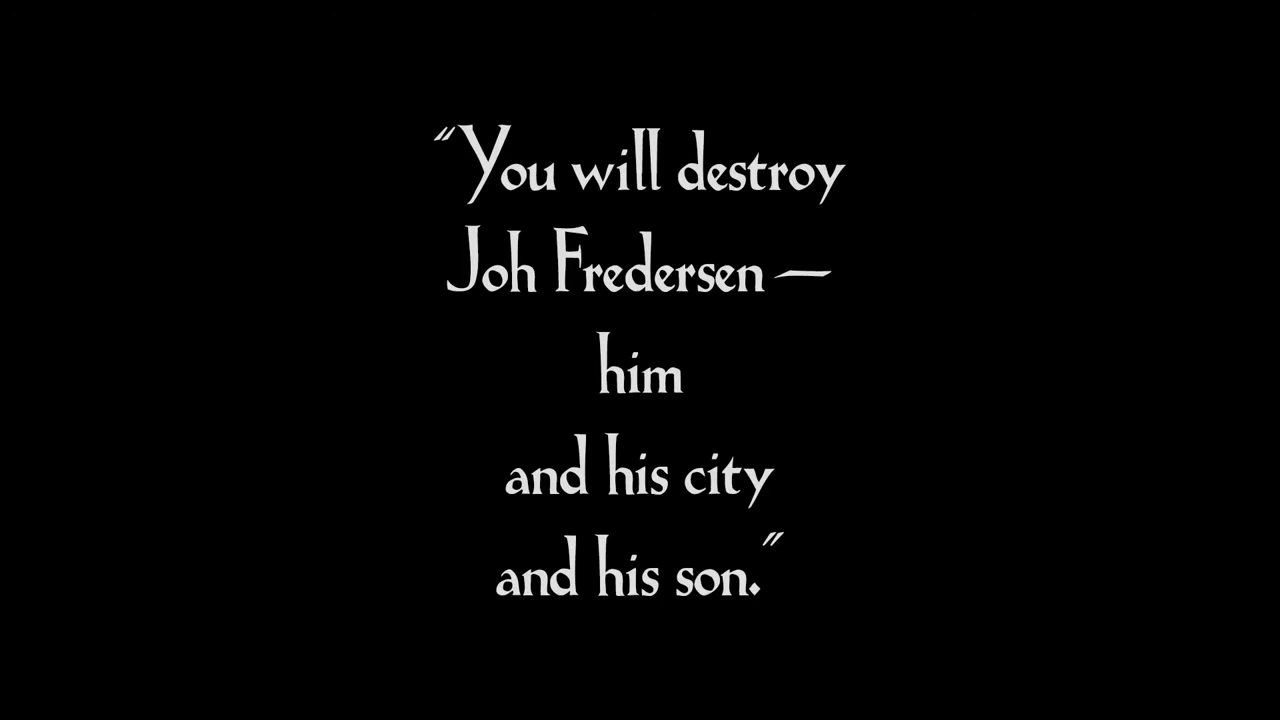 "You will destroy
Joh Fredersen —
him
and his city
and his son."